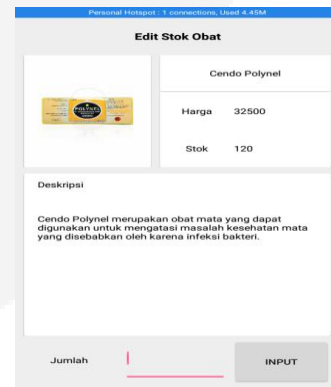 Personal Hotspot : 1 connections, Used 4.45M
Edit Stok Obat
Cendo Polynel
Harga 32500
Stok 120
POLYNEL
Deskripsi
Cendo Polynel merupakan obat mata yang dapat
digunakan untuk mengatasi masalah kesehatan mata
yang disebabkan oleh karena infeksi bakteri.
Jumlah
INPUT